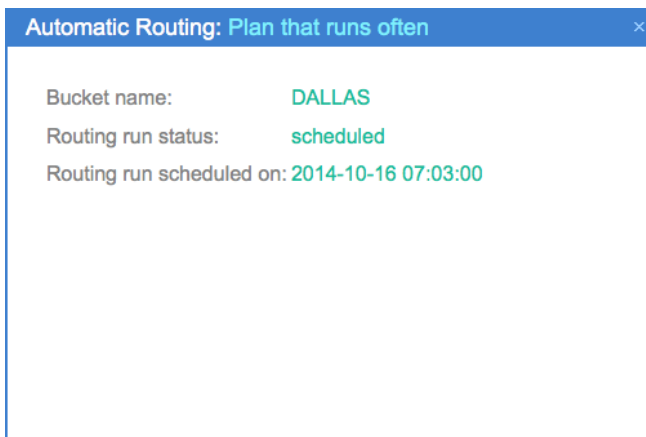 Automatic Routing: Plan that runs often ×
Bucket name: DALLAS
Routing run status: scheduled
Routing run scheduled on: 2014-10-16 07:03:00